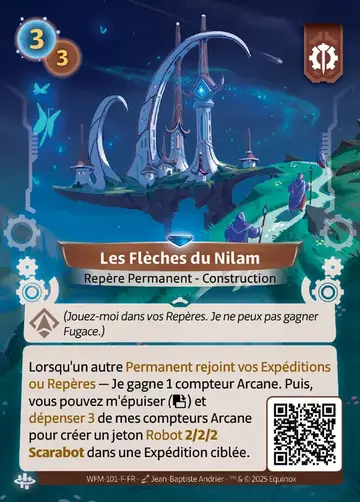 3
3
Les Flèches du Nilam
Repère Permanent - Construction
(Jouez-moi dans vos Repères. Je ne peux pas gagner
Fugace.)
Lorsqu'un autre Permanent rejoint vos Expéditions
ou Repères — Je gagne 1 compteur Arcane. Puis,
vous pouvez m'épuiser () et
dépenser 3 de mes compteurs Arcane
pour créer un jeton Robot 2/2/2
Scarabot dans une Expédition ciblée.
WFM-101-F-FR - Jean-Baptiste Andrier - ™ & © 2025 Equinox